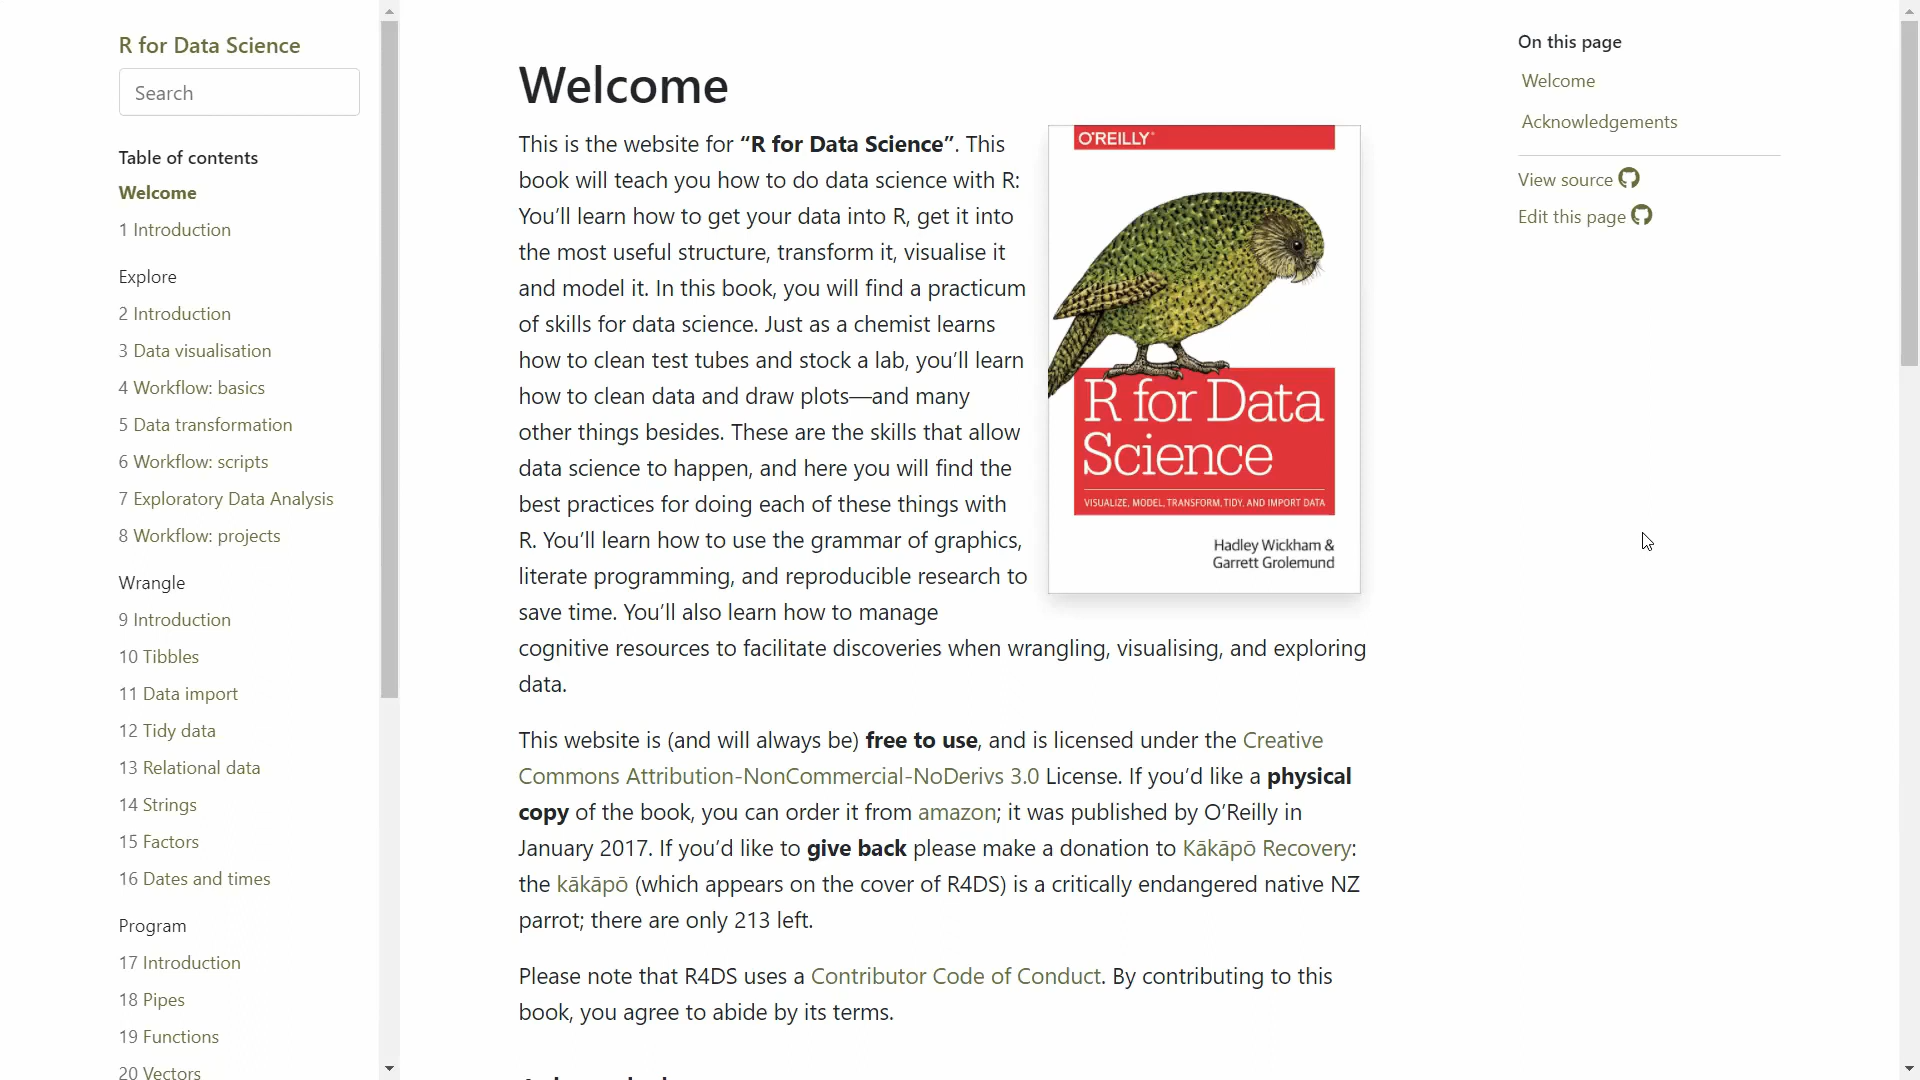 R for Data Science
Search
Table of contents
Welcome
1 Introduction
Explore
2 Introduction
3 Data visualisation
4 Workflow: basics
5 Data transformation
6 Workflow: scripts
7 Exploratory Data Analysis
8 Workflow: projects
Wrangle
9 Introduction
10 Tibbles
11 Data import
12 Tidy data
13 Relational data
14 Strings
15 Factors
16 Dates and times
Program
17 Introduction
18 Pipes
19 Functions
20 Vectors
Welcome
This is the website for “R for Data Science”. This
book will teach you how to do data science with R:
You’ll learn how to get your data into R, get it into
the most useful structure, transform it, visualise it
and model it. In this book, you will find a practicum
of skills for data science. Just as a chemist learns
how to clean test tubes and stock a lab, you’ll learn
how to clean data and draw plots—and many
other things besides. These are the skills that allow
data science to happen, and here you will find the
best practices for doing each of these things with
R. You’ll learn how to use the grammar of graphics,
literate programming, and reproducible research to
save time. You’ll also learn how to manage
cognitive resources to facilitate discoveries when wrangling, visualising, and exploring
data.
O'REILLY®
R for Data
Science
VISUALIZE, MODEL, TRANSFORM, TIDY, AND IMPORT DATA
Hadley Wickham &
Garrett Grolemund
This website is (and will always be) free to use, and is licensed under the Creative
Commons Attribution-NonCommercial-NoDerivs 3.0 License. If you’d like a physical
copy of the book, you can order it from amazon; it was published by O’Reilly in
January 2017. If you’d like to give back please make a donation to Kākāpō Recovery:
the kākāpō (which appears on the cover of R4DS) is a critically endangered native NZ
parrot; there are only 213 left.
Please note that R4DS uses a Contributor Code of Conduct. By contributing to this
book, you agree to abide by its terms.
On this page
Welcome
Acknowledgements
View source
Edit this page